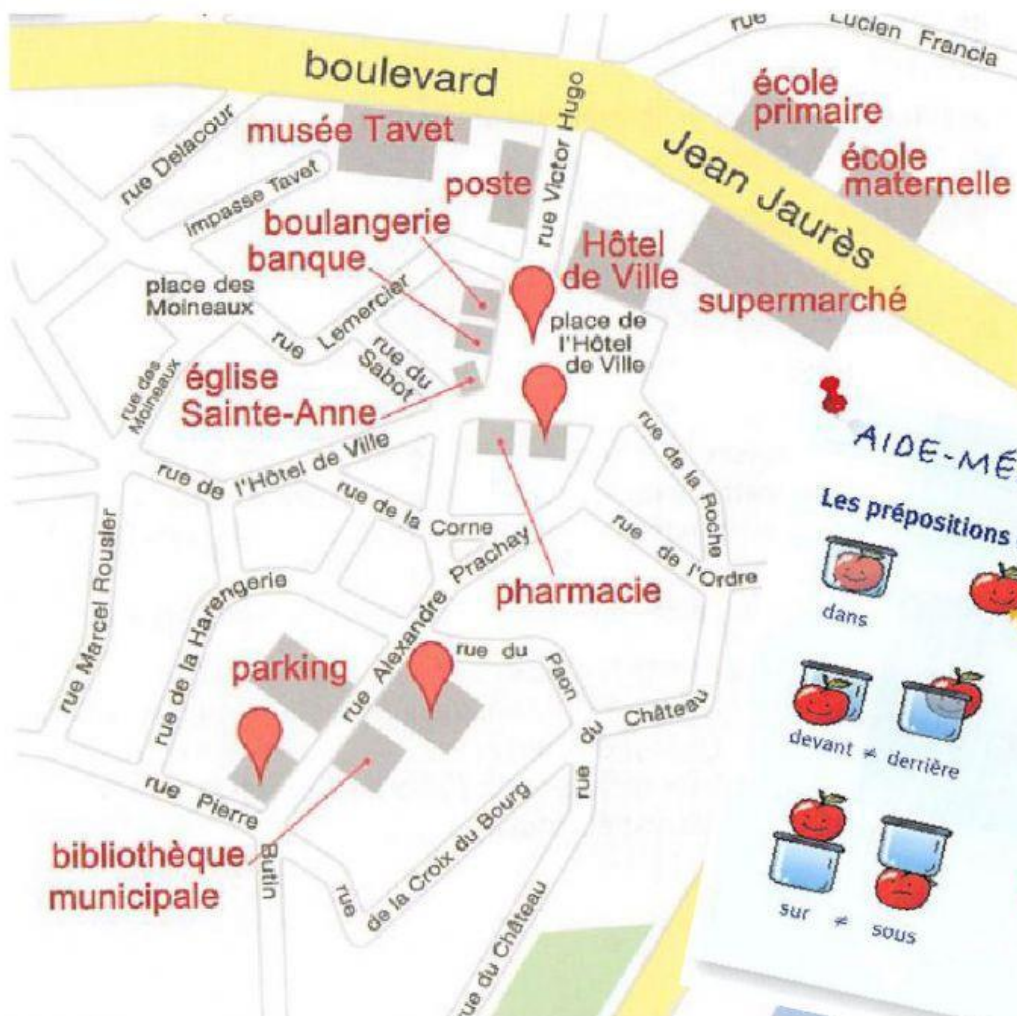 rue
Lucien Francia
boulevard
Jean Jaurès
école
primaire
école
maternelle
musée Tavet
rue Delacour
impasse Tavet
poste
rue Victor Hugo
boulangerie
banque
Hôtel
de Ville
supermarché
place des
Moineaux
place de
l'Hôtel
de Ville
rue Lemercier
rue du
Sabot
rue des
Moineaux
église
Sainte-Anne
rue de l'Hôtel de Ville
rue de la Corne
rue de la Roche
rue de l'Ordre
pharmacie
rue Marcel Rousier
rue de la Harengerie
rue Alexandre Prachay
parking
rue du Paon
rue du Château
rue Pierre Butin
bibliothèque
municipale
rue de la Croix du Bourg
rue du Château
AIDE-MÉ
Les prépositions
dans
devant ≠ derrière
sur ≠ sous